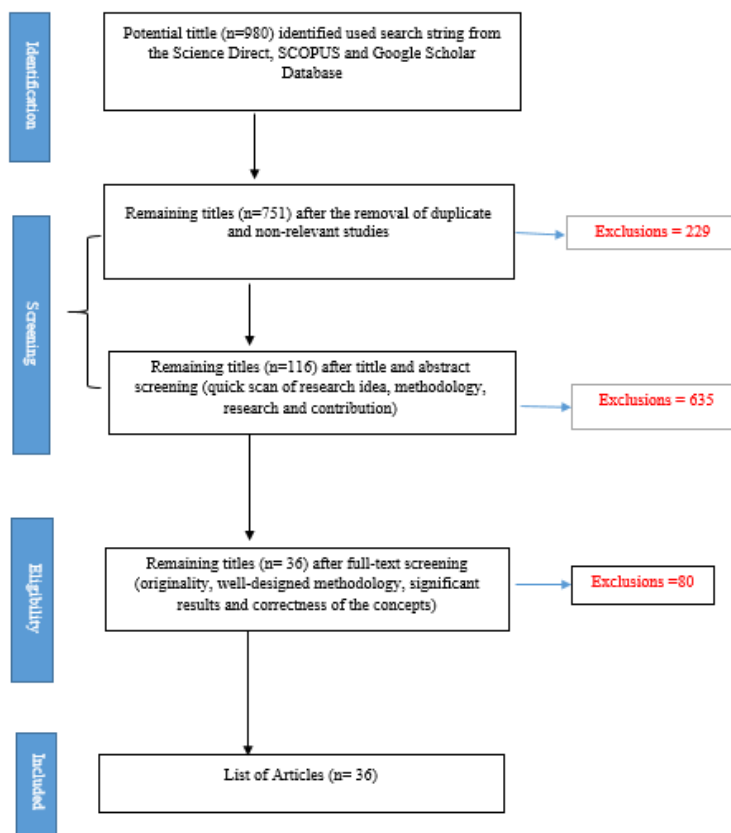 Identification
Potential tittle (n=980) identified used search string from
the Science Direct, SCOPUS and Google Scholar
Database
Screening
Remaining titles (n=751) after the removal of duplicate
and non-relevant studies
Exclusions = 229
Remaining titles (n=116) after tittle and abstract
screening (quick scan of research idea, methodology,
research and contribution)
Exclusions = 635
Eligibility
Remaining titles (n= 36) after full-text screening
(originality, well-designed methodology, significant
results and correctness of the concepts)
Exclusions =80
Included
List of Articles (n= 36)